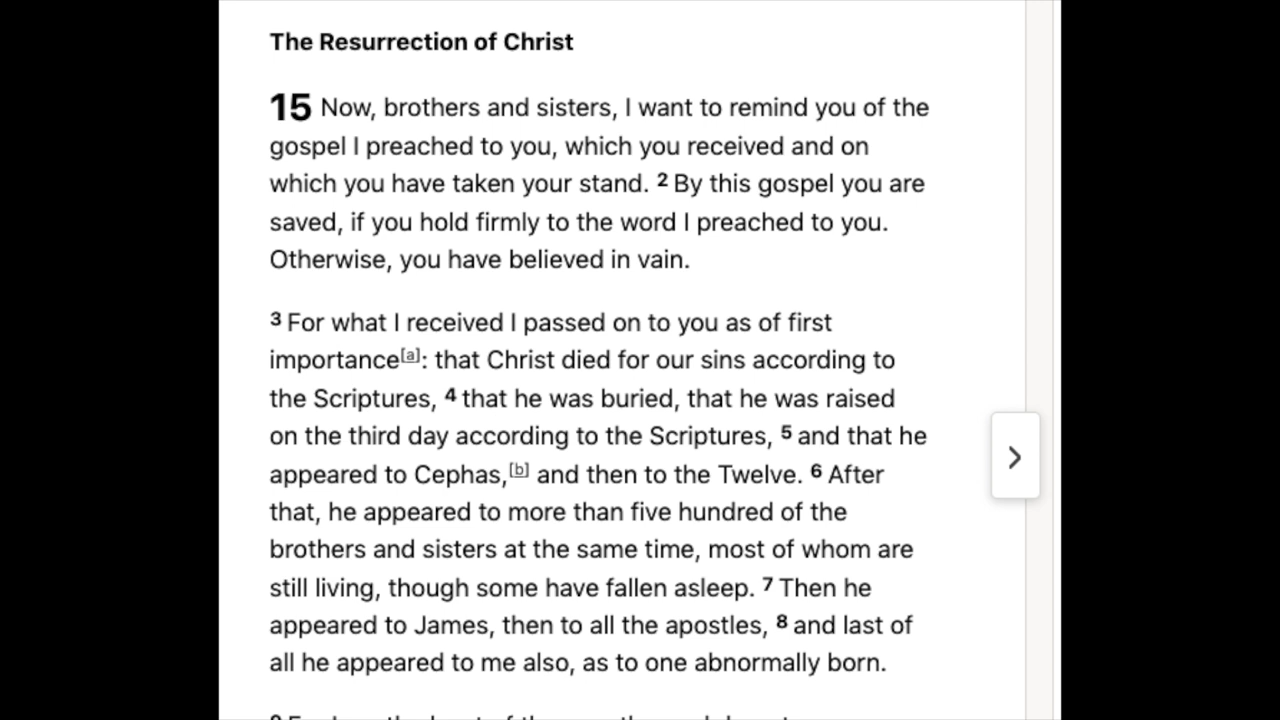 The Resurrection of Christ
15 Now, brothers and sisters, I want to remind you of the
gospel I preached to you, which you received and on
which you have taken your stand. 2 By this gospel you are
saved, if you hold firmly to the word I preached to you.
Otherwise, you have believed in vain.
3 For what I received I passed on to you as of first
importance[a]: that Christ died for our sins according to
the Scriptures, 4 that he was buried, that he was raised
on the third day according to the Scriptures, 5 and that he
appeared to Cephas,[b] and then to the Twelve. 6 After
that, he appeared to more than five hundred of the
brothers and sisters at the same time, most of whom are
still living, though some have fallen asleep. 7 Then he
appeared to James, then to all the apostles, 8 and last of
all he appeared to me also, as to one abnormally born.